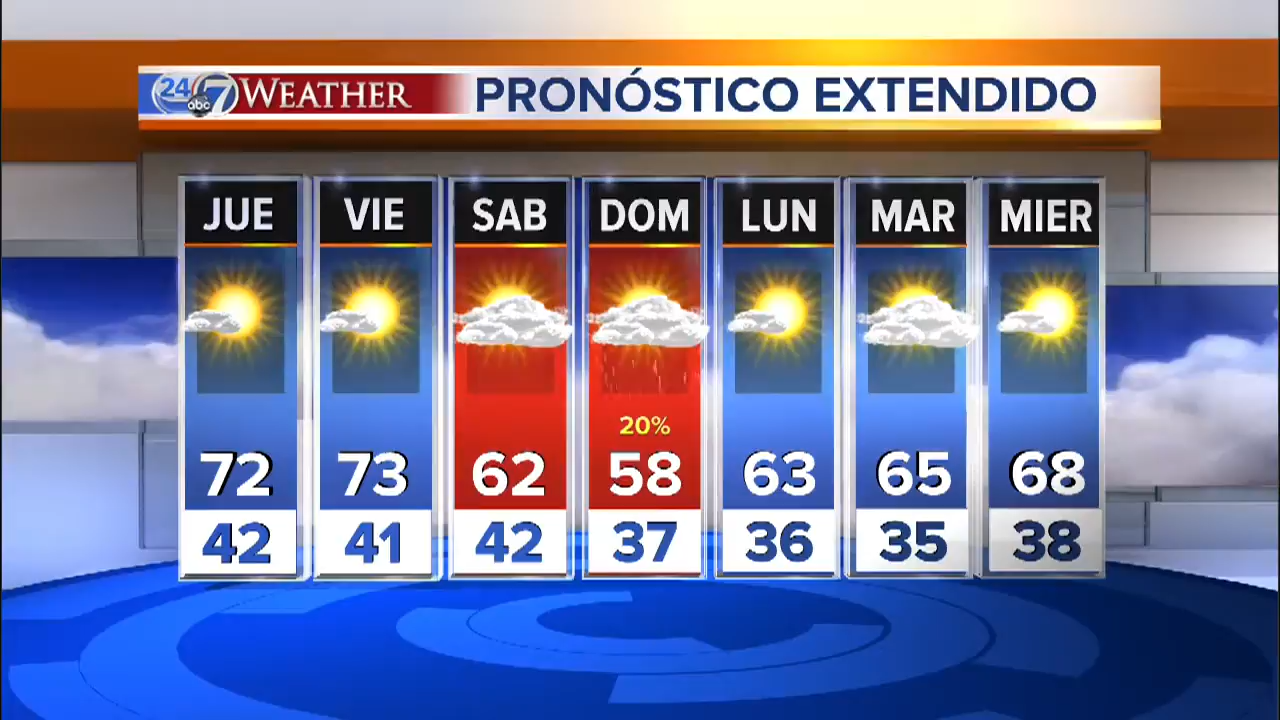 24 abc 7 WEATHER PRONÓSTICO EXTENDIDO
JUE VIE SAB DOM LUN MAR MIER
20%
72 73 62 58 63 65 68
42 41 42 37 36 35 38